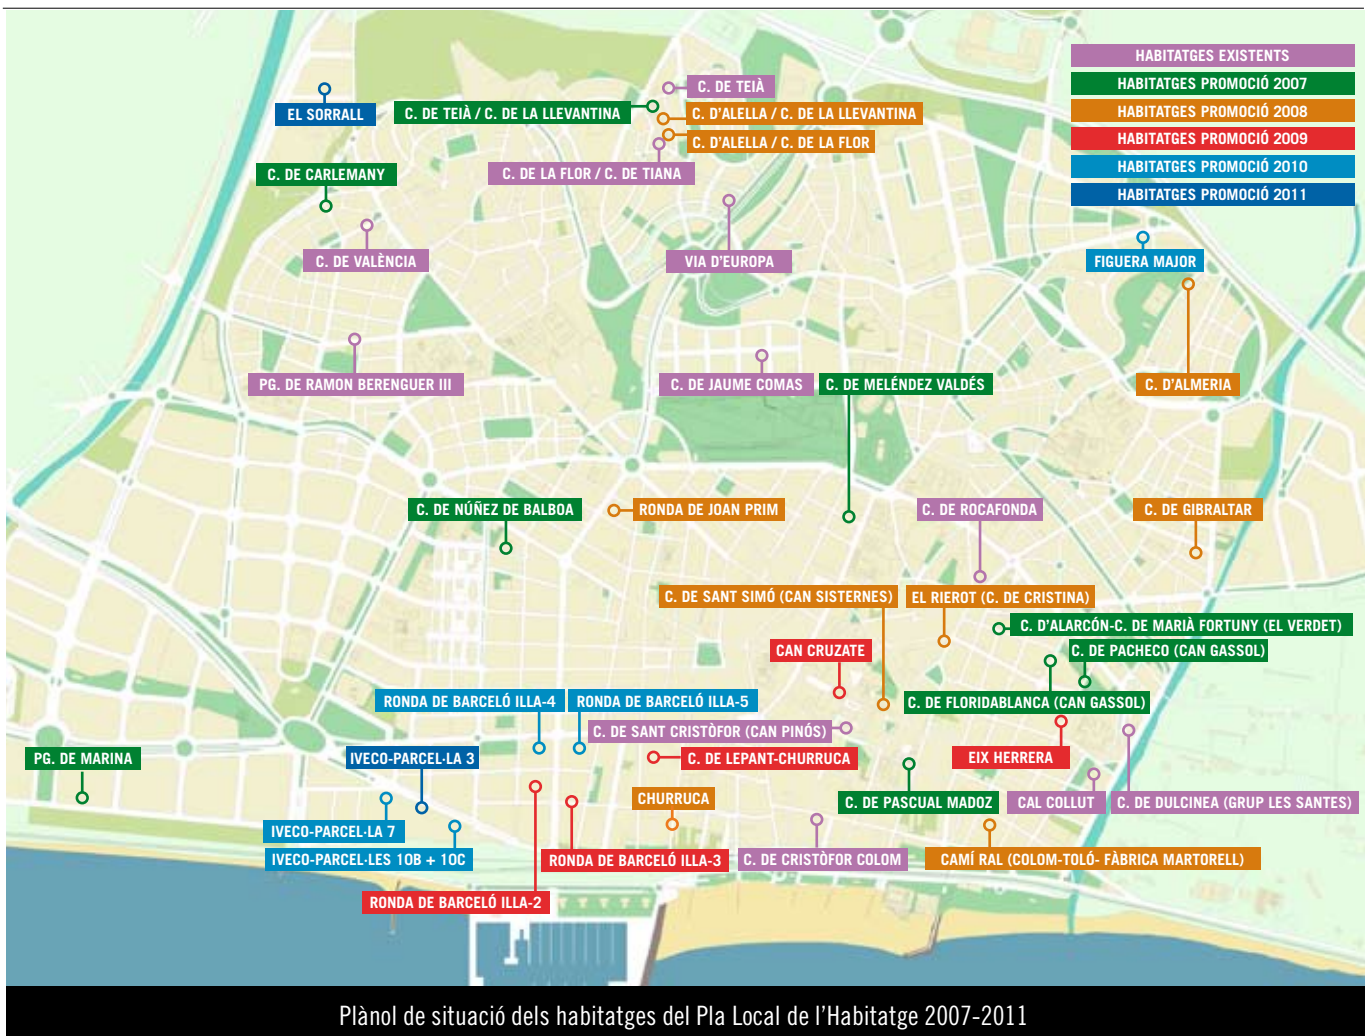 HABITATGES EXISTENTS
HABITATGES PROMOCIÓ 2007
HABITATGES PROMOCIÓ 2008
HABITATGES PROMOCIÓ 2009
HABITATGES PROMOCIÓ 2010
HABITATGES PROMOCIÓ 2011
C. DE TEIÀ
EL SORRALL
C. DE TEIÀ / C. DE LA LLEVANTINA
C. D'ALELLA / C. DE LA LLEVANTINA
C. D'ALELLA / C. DE LA FLOR
C. DE CARLEMANY
C. DE LA FLOR / C. DE TIANA
C. DE VALÈNCIA
VIA D'EUROPA
FIGUERA MAJOR
PG. DE RAMON BERENGUER III
C. DE JAUME COMAS
C. DE MELÉNDEZ VALDÉS
C. D'ALMERIA
C. DE NÚÑEZ DE BALBOA
RONDA DE JOAN PRIM
C. DE ROCAFONDA
C. DE GIBRALTAR
C. DE SANT SIMÓ (CAN SISTERNES)
EL RIEROT (C. DE CRISTINA)
C. D'ALARCÓN-C. DE MARIÀ FORTUNY (EL VERDET)
CAN CRUZATE
C. DE PACHECO (CAN GASSOL)
RONDA DE BARCELÓ ILLA-4
RONDA DE BARCELÓ ILLA-5
C. DE FLORIDABLANCA (CAN GASSOL)
C. DE SANT CRISTÒFOR (CAN PINÓS)
PG. DE MARINA
IVECO-PARCEL·LA 3
C. DE LEPANT-CHURRUCA
EIX HERRERA
CHURRUCA
C. DE PASCUAL MADOZ
CAL COLLUT
C. DE DULCINEA (GRUP LES SANTES)
IVECO-PARCEL·LA 7
IVECO-PARCEL·LES 10B + 10C
RONDA DE BARCELÓ ILLA-3
C. DE CRISTÒFOR COLOM
CAMÍ RAL (COLOM-TOLÓ- FÀBRICA MARTORELL)
RONDA DE BARCELÓ ILLA-2
Plànol de situació dels habitatges del Pla Local de l'Habitatge 2007-2011